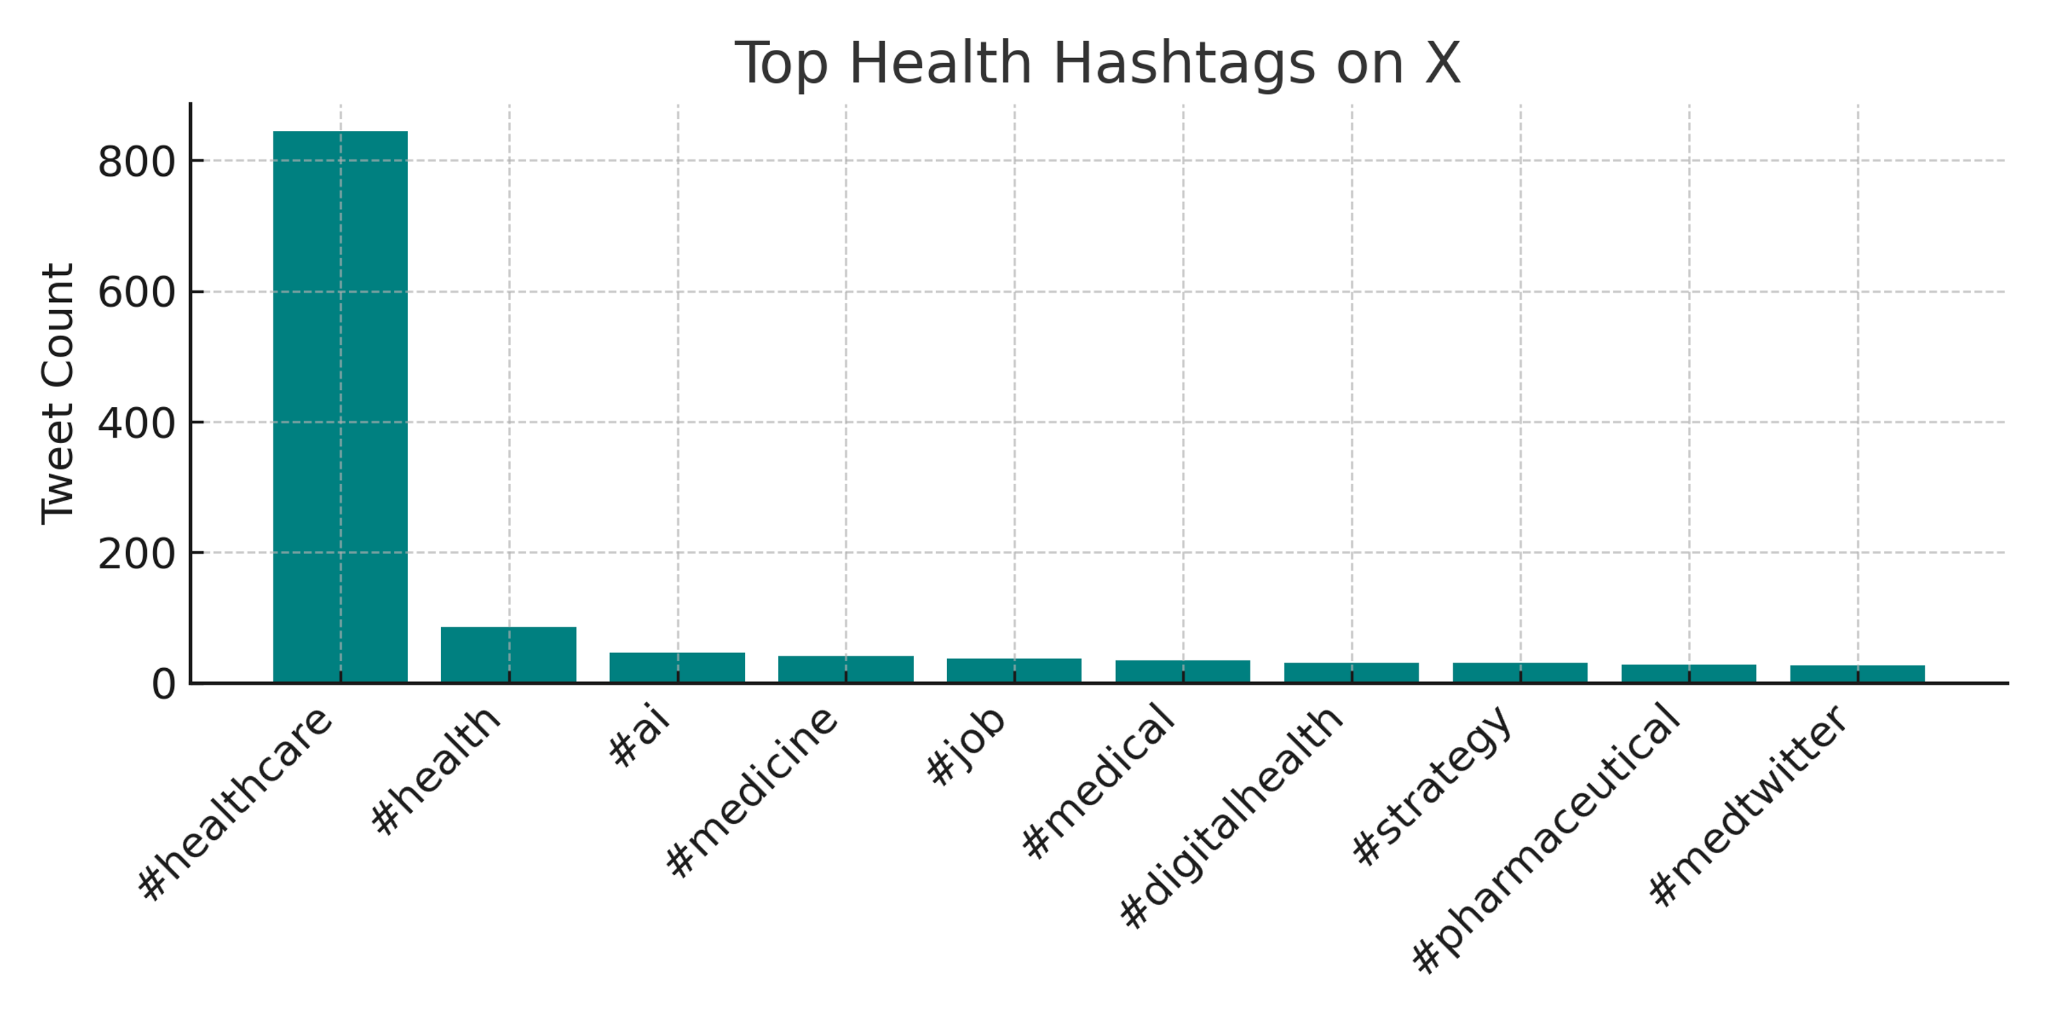 Top Health Hashtags on X
Tweet Count
800
600
400
200
0
#healthcare
#health
#ai
#medicine
#job
#medical
#digitalhealth
#strategy
#pharmaceutical
#medtwitter